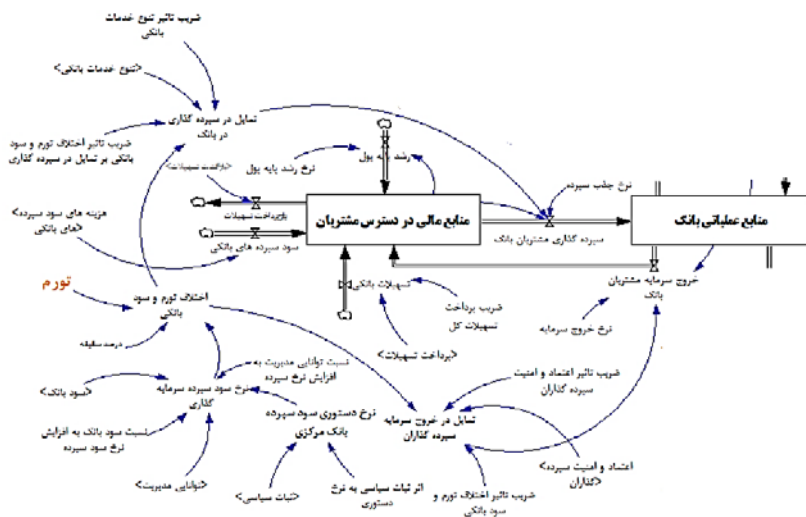 ضریب تاثیر تنوع خدمات
بانکی
<تنوع خدمات بانکی>
تمایل در سپرده گذاری
در بانک
ضریب تاثیر اختلاف تورم و سود
بانکی بر تمایل در سپرده گذاری
نرخ رشد پایه پول
رشد پایه پول
<بازگشت تسهیلات>
بازپرداخت تسهیلات
منابع مالی در دسترس مشتریان
نرخ جذب سپرده
سپرده گذاری مشتریان بانک
منابع عملیاتی بانک
<هزینه های سود سپرده
های بانکی>
سود سپرده های بانکی
تورم
اختلاف تورم و سود
بانکی
تسهیلات بانکی
ضریب پرداخت
تسهیلات کل
<پرداخت تسهیلات>
خروج سرمایه مشتریان
بانک
نرخ خروج سرمایه
درصد سلیقه
<سود بانک>
نرخ سود سپرده سرمایه
گذاری
نسبت توانایی مدیریت به
افزایش نرخ سپرده
نسبت سود بانک به افزایش
نرخ سود سپرده
<توانایی مدیریت>
نرخ دستوری سود سپرده
بانک مرکزی
<ثبات سیاسی>
اثر ثبات سیاسی به نرخ
دستوری
تمایل در خروج سرمایه
سپرده گذاران
ضریب تاثیر اعتماد و امنیت
سپرده گذاران
<اعتماد و امنیت سپرده
گذاران>
ضریب تاثیر اختلاف تورم و
سود بانکی